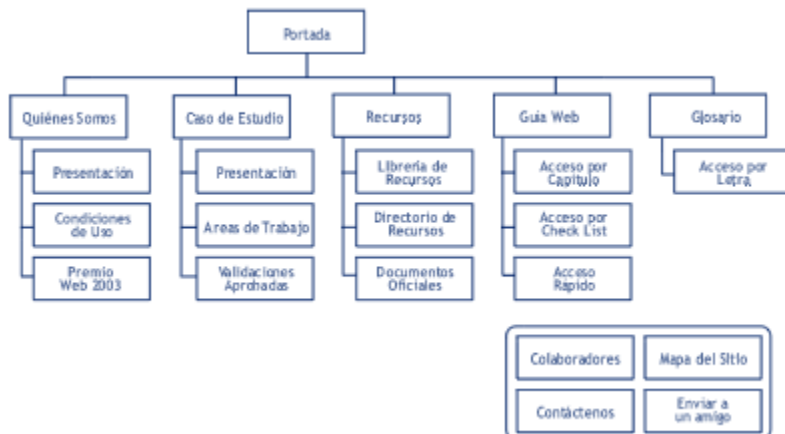 Portada
Quiénes Somos
Caso de Estudio
Recursos
Guia Web
Glosario
Presentación
Presentación
Librería de
Recursos
Acceso por
Capítulo
Acceso por
Letra
Condiciones
de Uso
Areas de Trabajo
Directorio de
Recursos
Acceso por
Check List
Premio
Web 2003
Validaciones
Aprobadas
Documentos
Oficiales
Acceso
Rápido
Colaboradores
Mapa del Sitio
Contáctenos
Enviar a
un amigo